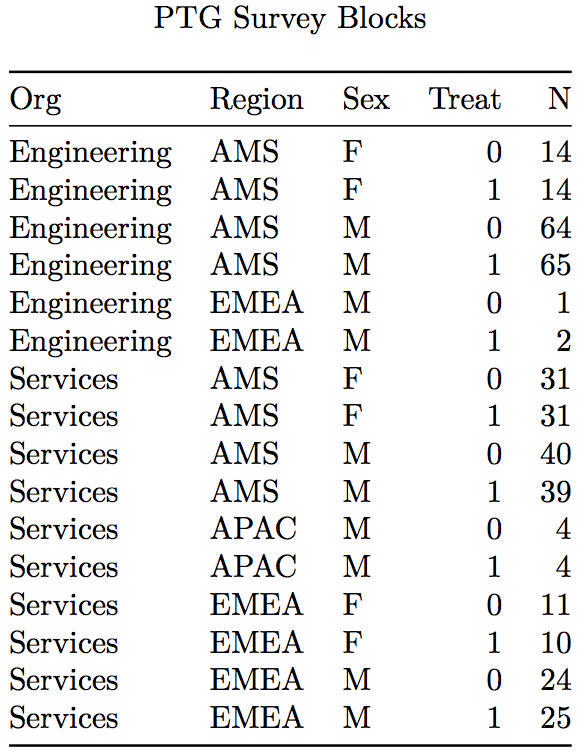 PTG Survey Blocks
Org Region Sex Treat N
Engineering AMS F 0 14
Engineering AMS F 1 14
Engineering AMS M 0 64
Engineering AMS M 1 65
Engineering EMEA M 0 1
Engineering EMEA M 1 2
Services AMS F 0 31
Services AMS F 1 31
Services AMS M 0 40
Services AMS M 1 39
Services APAC M 0 4
Services APAC M 1 4
Services EMEA F 0 11
Services EMEA F 1 10
Services EMEA M 0 24
Services EMEA M 1 25